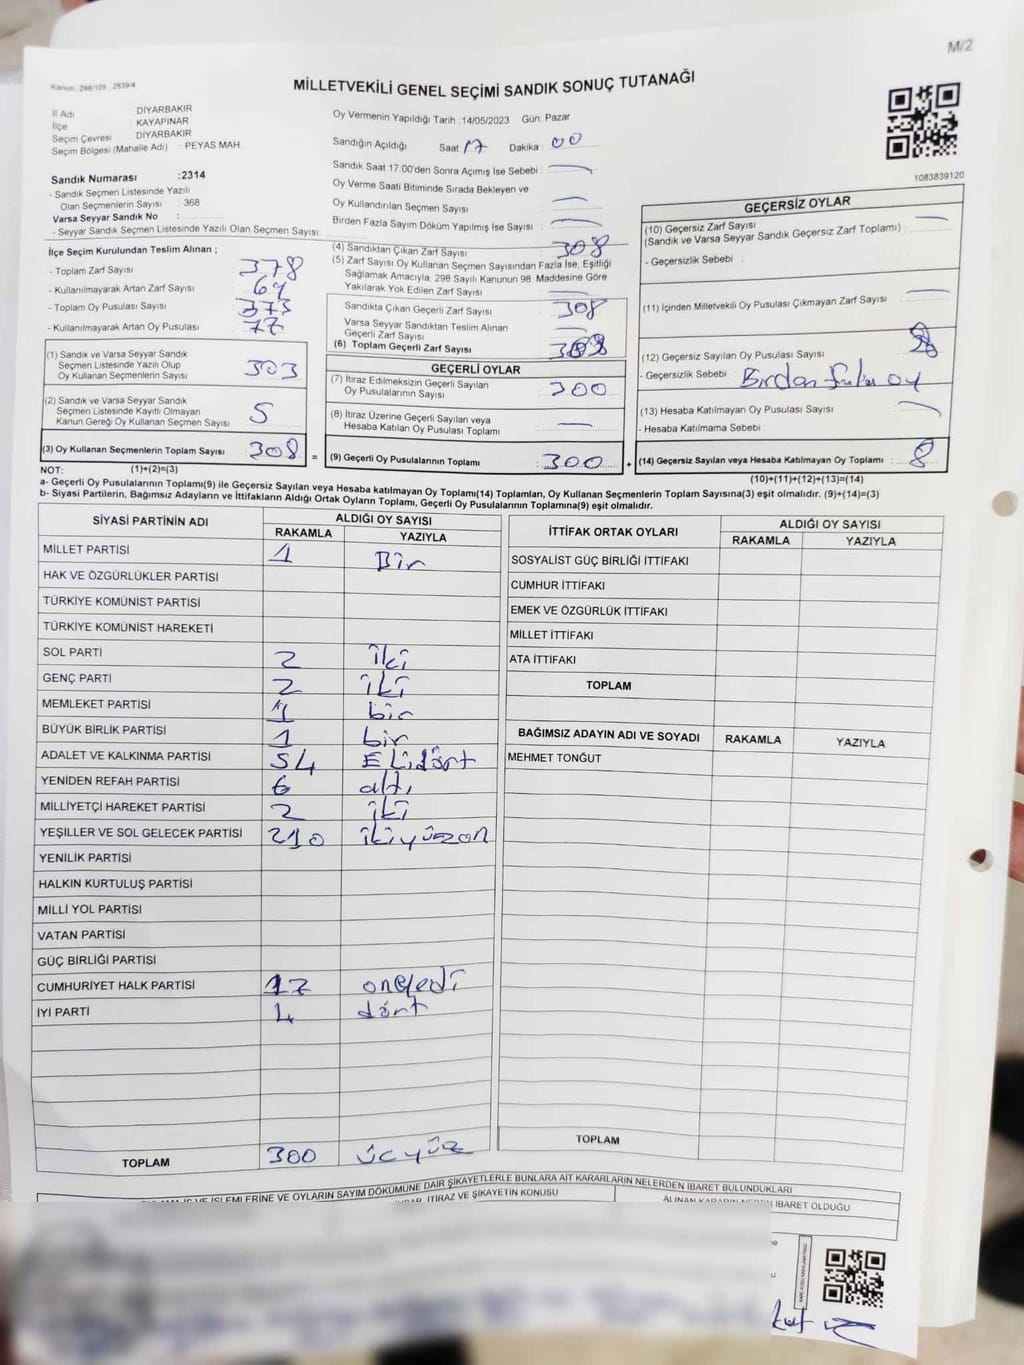 M/2
Kanun: 298/105 , 2839/4
MİLLETVEKİLİ GENEL SEÇİMİ SANDIK SONUÇ TUTANAĞI
İl Adı : DİYARBAKIR
İlçe : KAYAPINAR
Seçim Çevresi : DİYARBAKIR
Seçim Bölgesi (Mahalle Adı) : PEYAS MAH.
Sandık Numarası :2314
- Sandık Seçmen Listesinde Yazılı
Olan Seçmenlerin Sayısı : 368
Varsa Seyyar Sandık No :
- Seyyar Sandık Seçmen Listesinde Yazılı Olan Seçmen Sayısı:
Oy Vermenin Yapıldığı Tarih :14/05/2023 Gün: Pazar
Sandığın Açıldığı Saat: 17 Dakika : 00
Sandık Saat 17:00'den Sonra Açımış İse Sebebi :
Oy Verme Saati Bitiminde Sırada Bekleyen ve
Oy Kullandırılan Seçmen Sayısı :
Birden Fazla Sayım Döküm Yapılmış İse Sayısı :
1083839120
İlçe Seçim Kurulundan Teslim Alınan ;
- Toplam Zarf Sayısı : 378
- Kullanılmayarak Artan Zarf Sayısı :
- Toplam Oy Pusulası Sayısı :
- Kullanılmayarak Artan Oy Pusulası : 77
(1) Sandık ve Varsa Seyyar Sandık
Seçmen Listesinde Yazılı Olup
Oy Kullanan Seçmenlerin Sayısı : 303
(2) Sandık ve Varsa Seyyar Sandık
Seçmen Listesinde Kayıtlı Olmayan
Kanun Gereği Oy Kullanan Seçmen Sayısı : 5
(3) Oy Kullanan Seçmenlerin Toplam Sayısı : 308
(4) Sandıktan Çıkan Zarf Sayısı : 308
(5) Zarf Sayısı Oy Kullanan Seçmen Sayısından Fazla İse, Eşitliği
Sağlamak Amacıyla; 298 Sayılı Kanunun 98. Maddesine Göre
Yakılarak Yok Edilen Zarf Sayısı :
Sandıkta Çıkan Geçerli Zarf Sayısı : 308
Varsa Seyyar Sandıktan Teslim Alınan
Geçerli Zarf Sayısı :
(6) Toplam Geçerli Zarf Sayısı :
GEÇERLİ OYLAR
(7) İtiraz Edilmeksizin Geçerli Sayılan
Oy Pusulalarının Sayısı : 300
(8) İtiraz Üzerine Geçerli Sayılan veya
Hesaba Katılan Oy Pusulası Toplamı :
= (9) Geçerli Oy Pusulalarının Toplamı : 300
GEÇERSİZ OYLAR
(10) Geçersiz Zarf Sayısı
(Sandık ve Varsa Seyyar Sandık Geçersiz Zarf Toplamı) :
- Geçersizlik Sebebi :
(11) İçinden Milletvekili Oy Pusulası Çıkmayan Zarf Sayısı :
(12) Geçersiz Sayılan Oy Pusulası Sayısı :
- Geçersizlik Sebebi : Birden fazla oy
(13) Hesaba Katılmayan Oy Pusulası Sayısı :
- Hesaba Katılmama Sebebi :
+ (14) Geçersiz Sayılan veya Hesaba Katılmayan Oy Toplamı : 8
NOT: (1)+(2)=(3)
(10)+(11)+(12)+(13)=(14)
a- Geçerli Oy Pusulalarının Toplamı(9) ile Geçersiz Sayılan veya Hesaba katılmayan Oy Toplamı(14) Toplamları, Oy Kullanan Seçmenlerin Toplam Sayısına(3) eşit olmalıdır. (9)+(14)=(3)
b- Siyasi Partilerin, Bağımsız Adayların ve İttifakların Aldığı Ortak Oyların Toplamı, Geçerli Oy Pusulalarının Toplamına(9) eşit olmalıdır.
SİYASİ PARTİNİN ADI ALDIĞI OY SAYISI
RAKAMLA YAZIYLA
MİLLET PARTİSİ 1 Bir
HAK VE ÖZGÜRLÜKLER PARTİSİ
TÜRKİYE KOMÜNİST PARTİSİ
TÜRKİYE KOMÜNİST HAREKETİ
SOL PARTİ 2 iki
GENÇ PARTİ 2 iki
MEMLEKET PARTİSİ 1 bir
BÜYÜK BİRLİK PARTİSİ 1 bir
ADALET VE KALKINMA PARTİSİ 54 Elidört
YENİDEN REFAH PARTİSİ 6 altı
MİLLİYETÇİ HAREKET PARTİSİ 2 iki
YEŞİLLER VE SOL GELECEK PARTİSİ 210 ikiyüzon
YENİLİK PARTİSİ
HALKIN KURTULUŞ PARTİSİ
MİLLİ YOL PARTİSİ
VATAN PARTİSİ
GÜÇ BİRLİĞİ PARTİSİ
CUMHURİYET HALK PARTİSİ 17 onyedi
İYİ PARTİ 4 dört
TOPLAM 300 üçyüz
İTTİFAK ORTAK OYLARI ALDIĞI OY SAYISI
RAKAMLA YAZIYLA
SOSYALİST GÜÇ BİRLİĞİ İTTİFAKI
CUMHUR İTTİFAKI
EMEK VE ÖZGÜRLÜK İTTİFAKI
MİLLET İTTİFAKI
ATA İTTİFAKI
TOPLAM
BAĞIMSIZ ADAYIN ADI VE SOYADI RAKAMLA YAZIYLA
MEHMET TONĞUT
TOPLAM
VE İŞLEMLERİNE VE OYLARIN SAYIM DÖKÜMÜNE DAİR ŞİKAYETLERLE BUNLARA AİT KARARLARIN NELERDEN İBARET BULUNDUKLARI
İTİRAZ VE ŞİKAYETİN KONUSU
ALINAN KARARIN NEDEN İBARET OLDUĞU